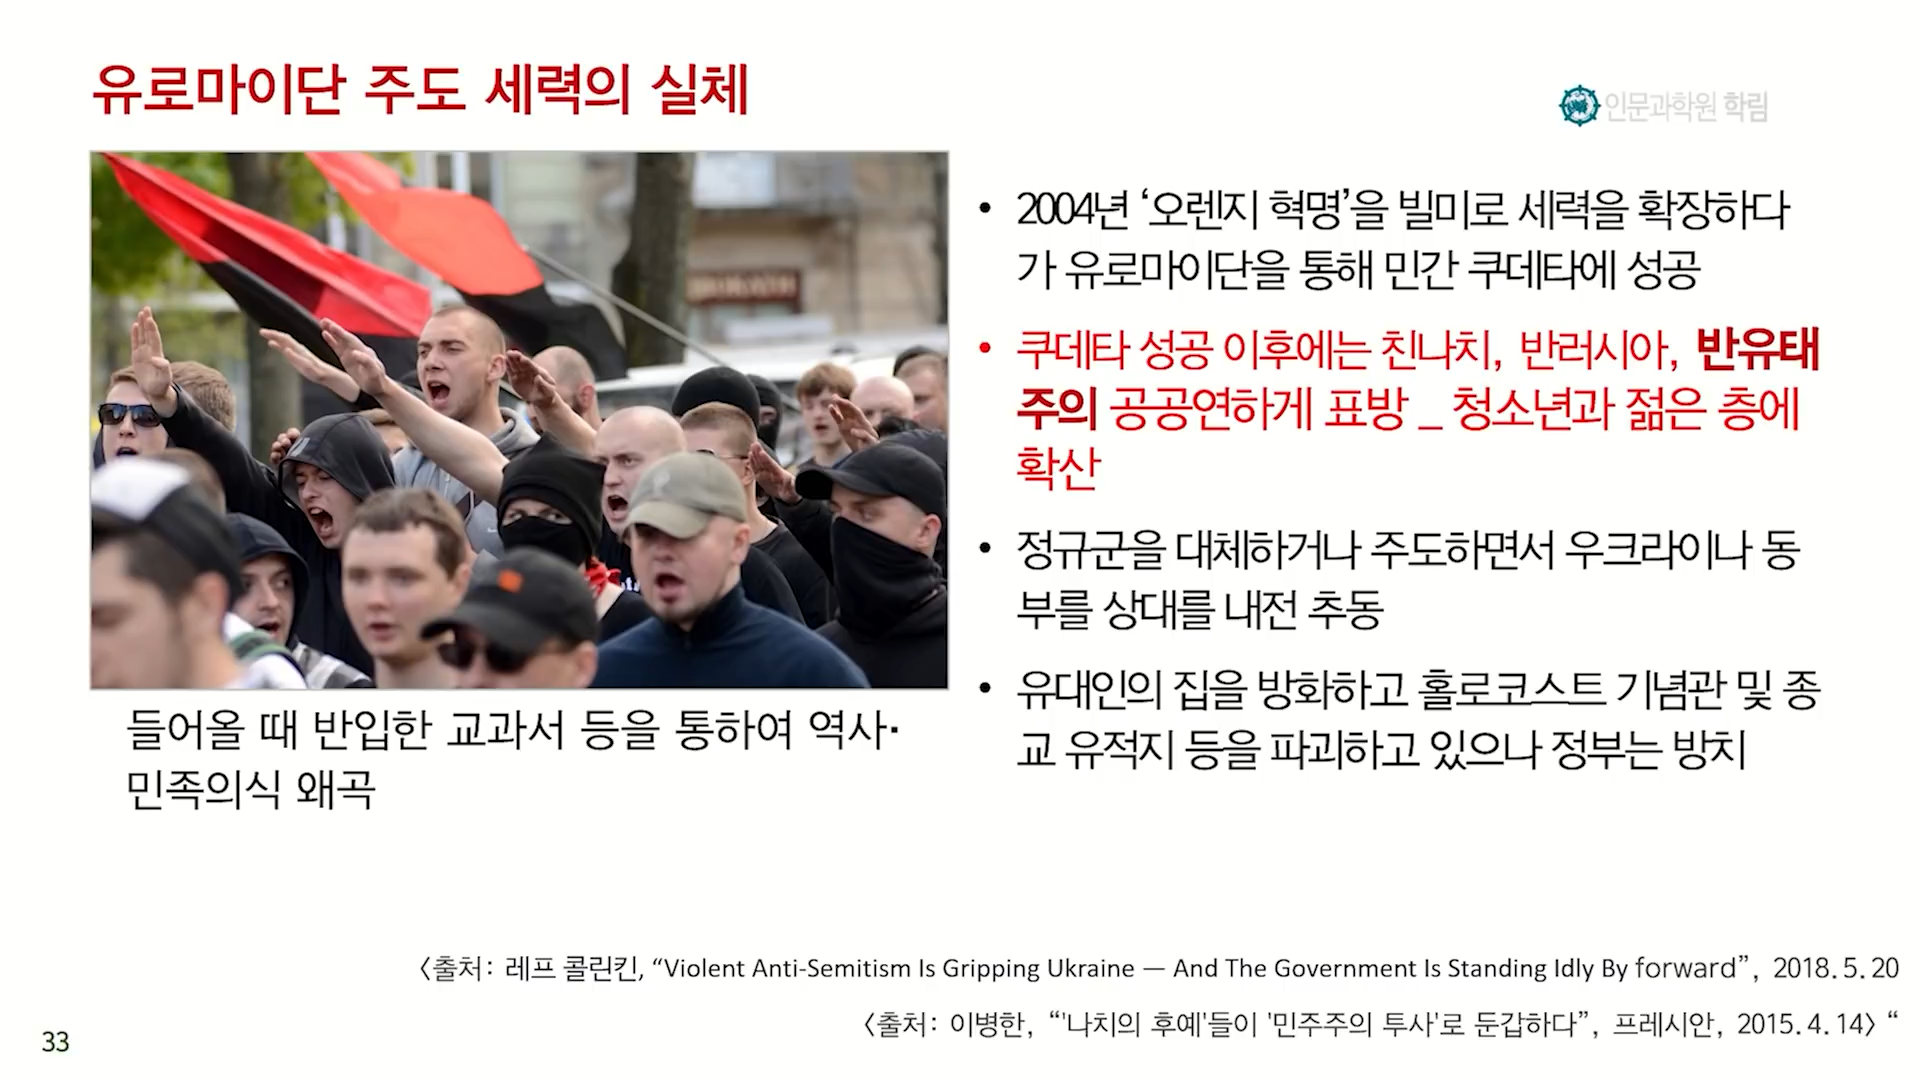 유로마이단 주도 세력의 실체
인문과학원 학림
• 2004년 ‘오렌지 혁명’을 빌미로 세력을 확장하다
가 유로마이단을 통해 민간 쿠데타에 성공
• 쿠데타 성공 이후에는 친나치, 반러시아, 반유태
주의 공공연하게 표방 _ 청소년과 젊은 층에
확산
• 정규군을 대체하거나 주도하면서 우크라이나 동
부를 상대를 내전 추동
• 유대인의 집을 방화하고 홀로코스트 기념관 및 종
교 유적지 등을 파괴하고 있으나 정부는 방치
들어올 때 반입한 교과서 등을 통하여 역사·
민족의식 왜곡
<출처: 레프 콜린킨, “Violent Anti-Semitism Is Gripping Ukraine — And The Government Is Standing Idly By forward”, 2018.5.20
<출처: 이병한, “'나치의 후예'들이 '민주주의 투사'로 둔갑하다”, 프레시안, 2015.4.14> “
33